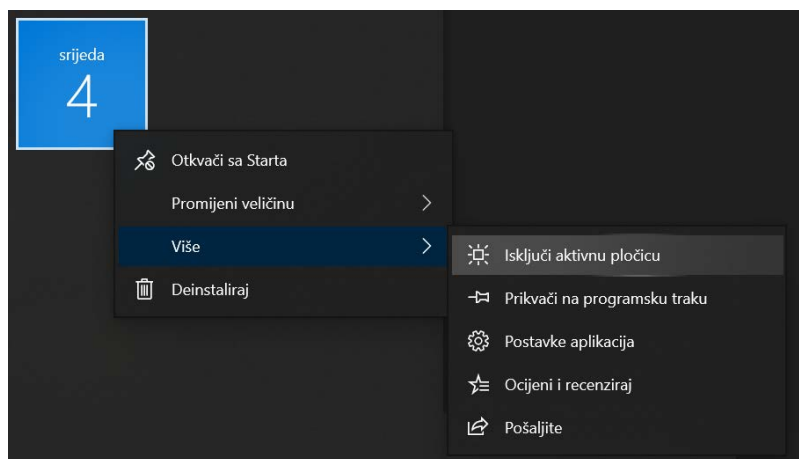 srijeda
4
Otkvači sa Starta
Promijeni veličinu
Više
Deinstaliraj
Isključi aktivnu pločicu
Prikvači na programsku traku
Postavke aplikacija
Ocijeni i recenziraj
Pošaljite